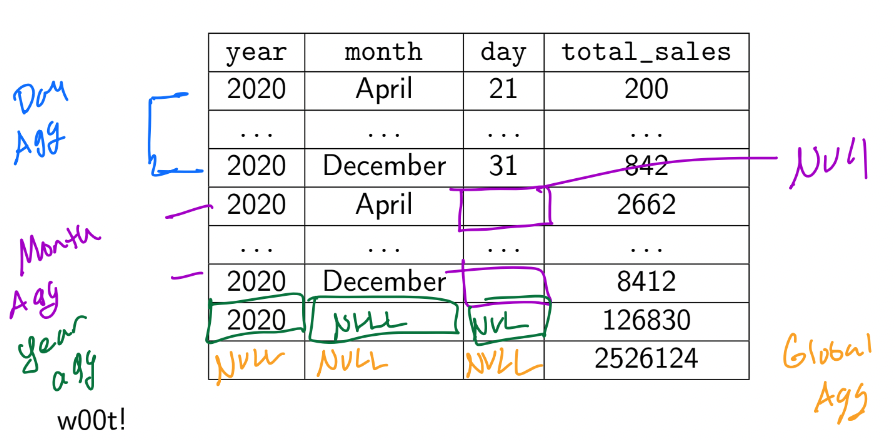 year month day total_sales
Day
Agg
2020 April 21 200
... ... ... ...
2020 December 31 842
NULL
2020 April 2662
Month
Agg
... ... ... ...
2020 December 8412
year
agg
2020 NULL NUL 126830
NULL NULL NULL 2526124
Global
Agg
w00t!